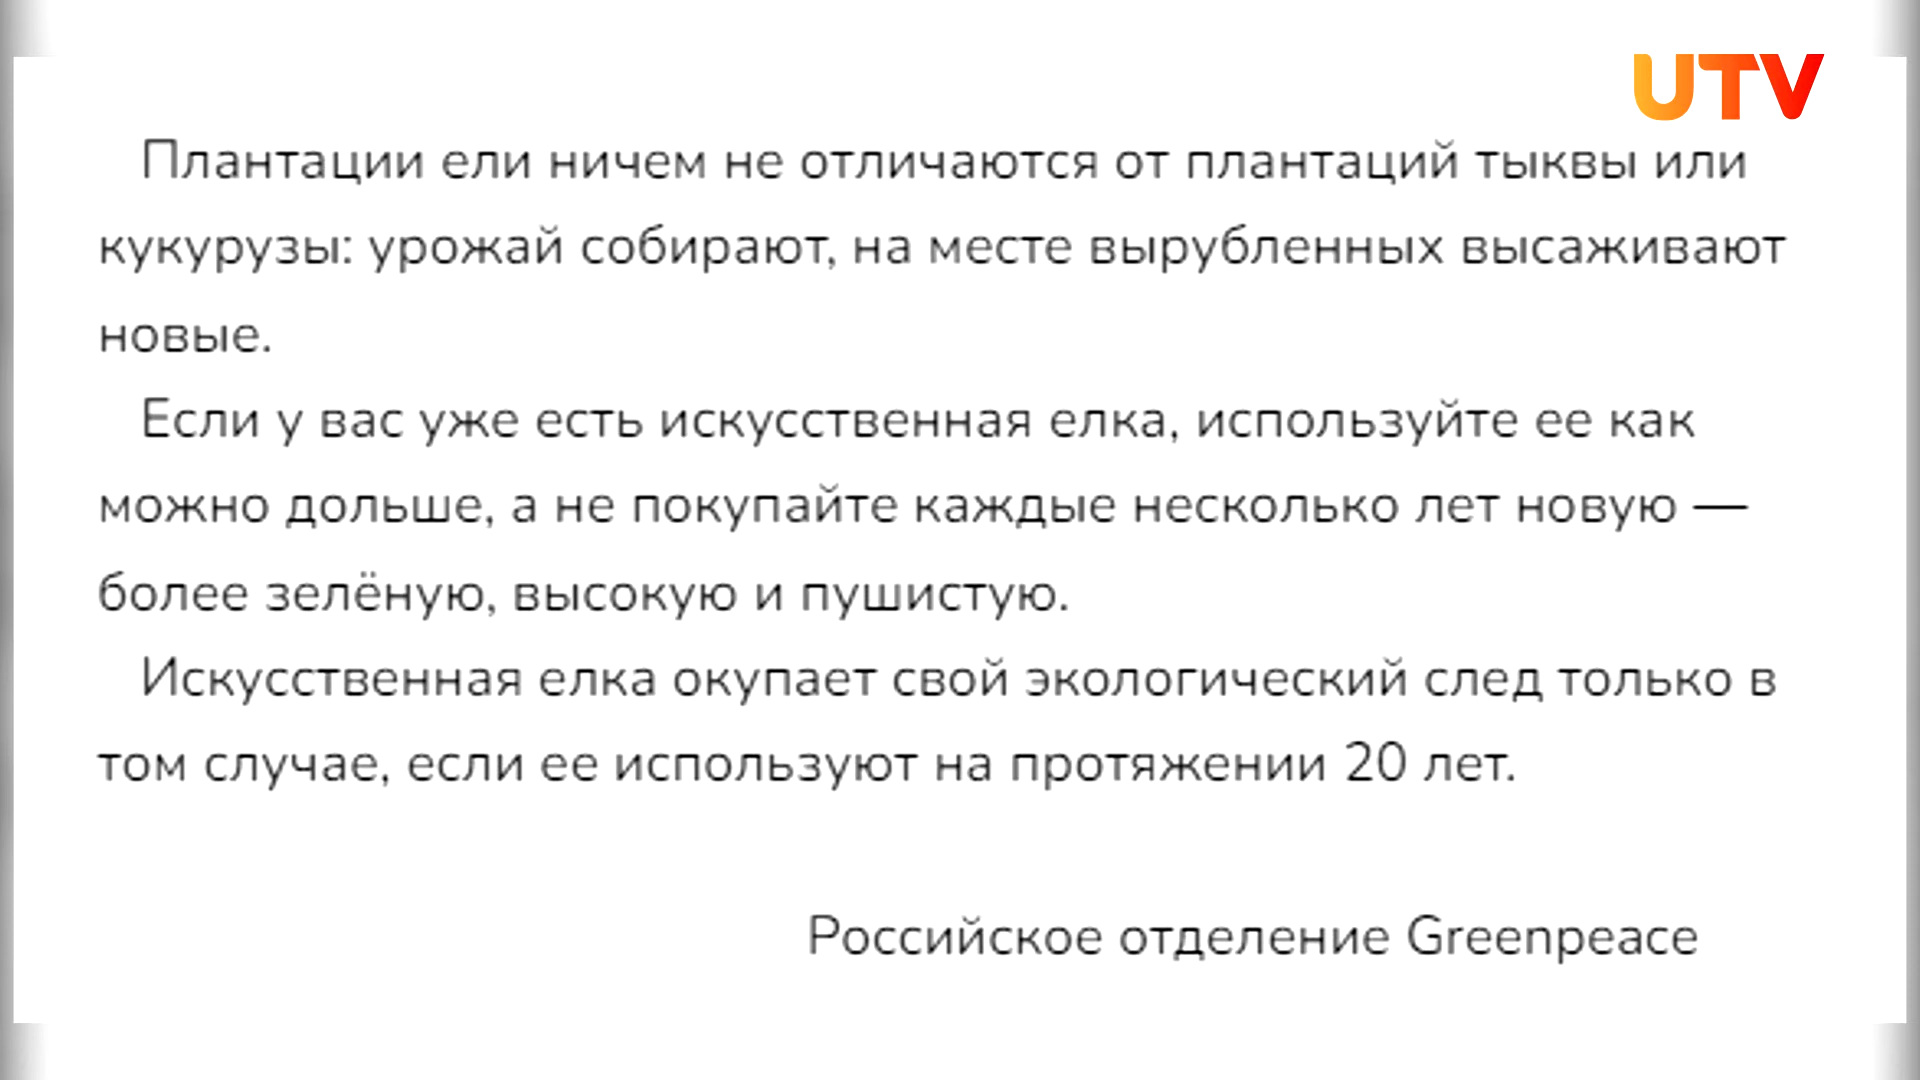 UTV
Плантации ели ничем не отличаются от плантаций тыквы или
кукурузы: урожай собирают, на месте вырубленных высаживают
новые.
Если у вас уже есть искусственная елка, используйте ее как
можно дольше, а не покупайте каждые несколько лет новую —
более зелёную, высокую и пушистую.
Искусственная елка окупает свой экологический след только в
том случае, если ее используют на протяжении 20 лет.
Российское отделение Greenpeace